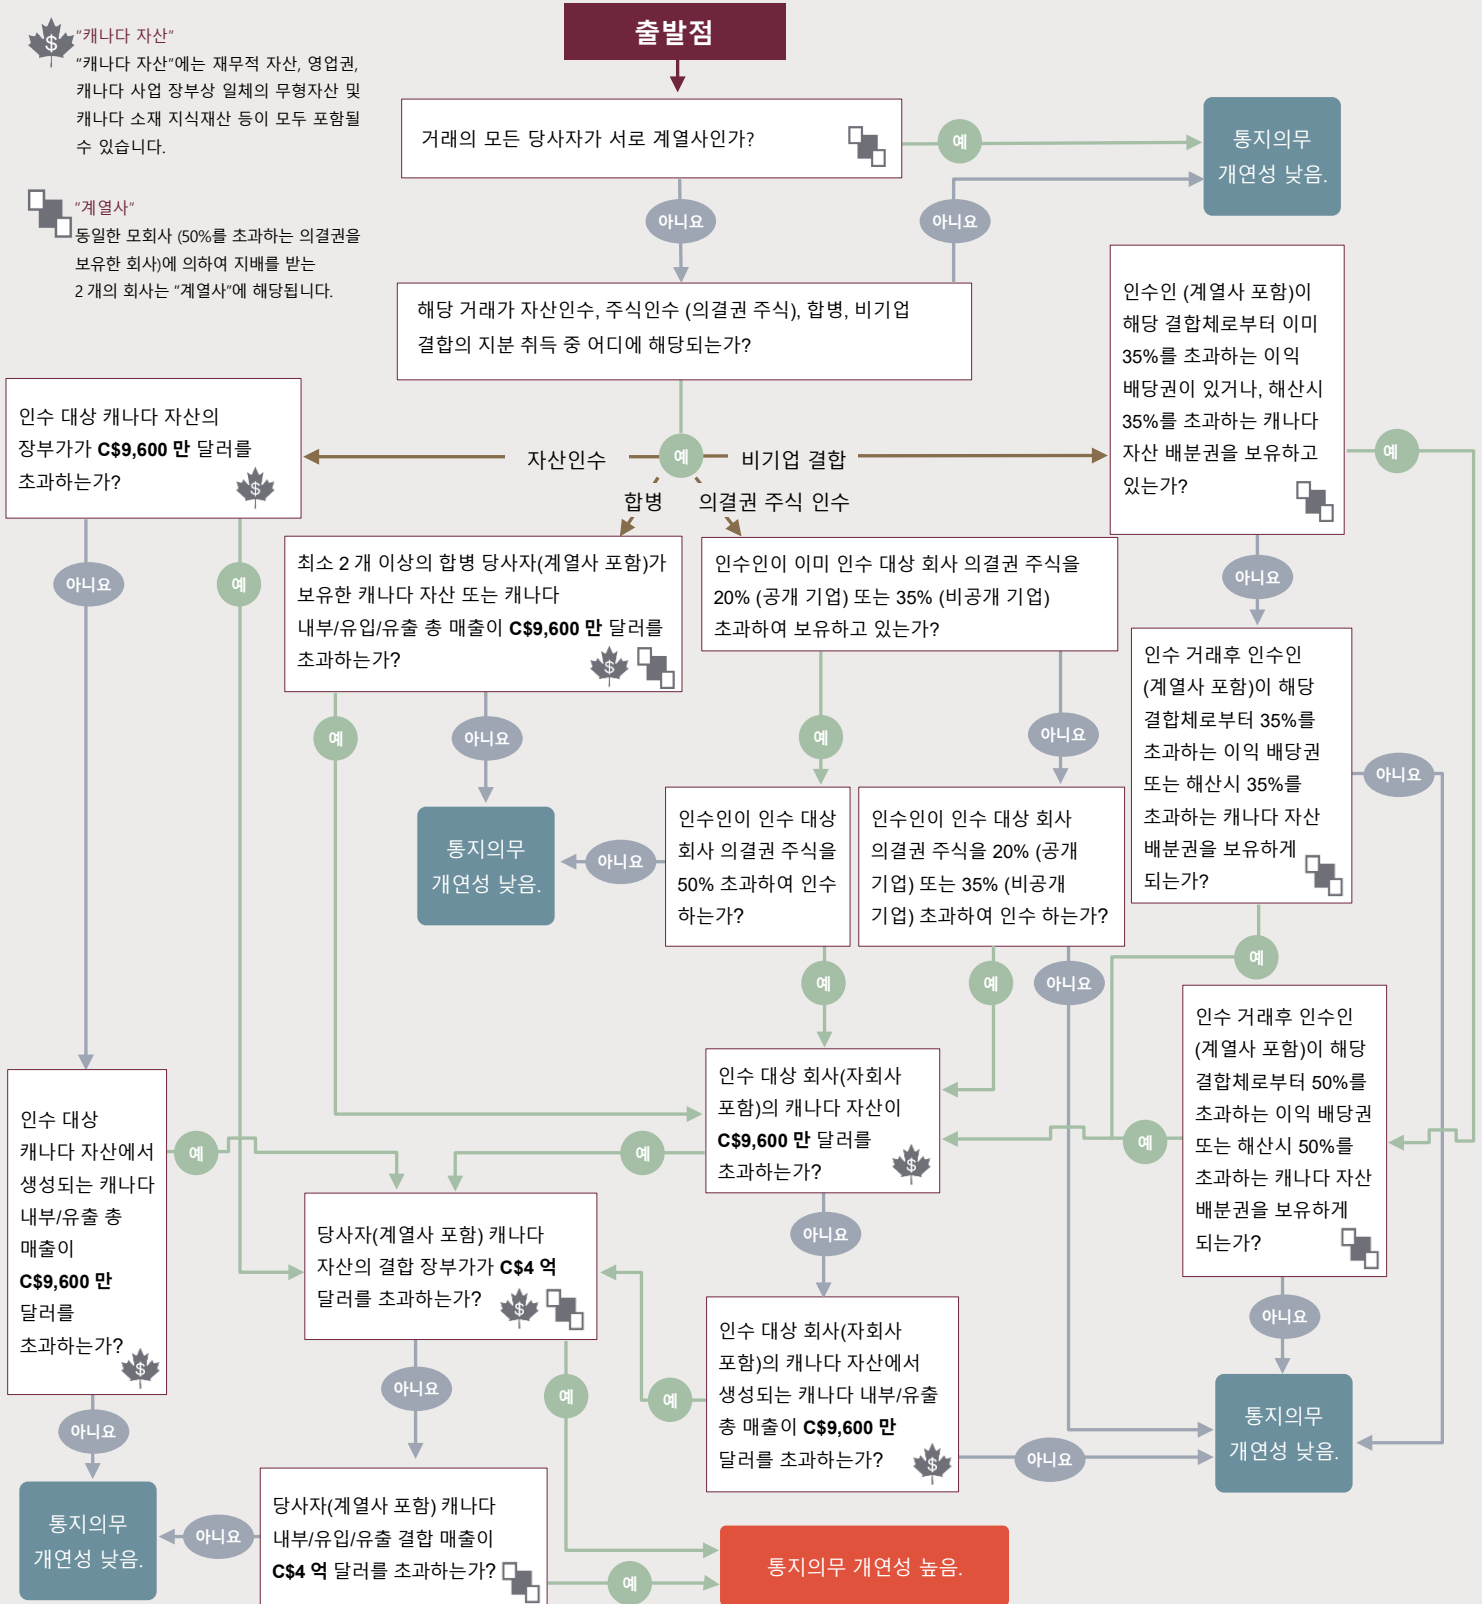 출발점
"캐나다 자산"
"캐나다 자산"에는 재무적 자산, 영업권,
캐나다 사업 장부상 일체의 무형자산 및
캐나다 소재 지식재산 등이 모두 포함될
수 있습니다.
"계열사"
동일한 모회사 (50%를 초과하는 의결권을
보유한 회사)에 의하여 지배를 받는
2 개의 회사는 "계열사"에 해당됩니다.
거래의 모든 당사자가 서로 계열사인가?
예
통지의무
개연성 낮음.
아니요
아니요
해당 거래가 자산인수, 주식인수 (의결권 주식), 합병, 비기업
결합의 지분 취득 중 어디에 해당되는가?
인수인 (계열사 포함)이
해당 결합체로부터 이미
35%를 초과하는 이익
배당권이 있거나, 해산시
35%를 초과하는 캐나다
자산 배분권을 보유하고
있는가?
예
인수 대상 캐나다 자산의
장부가가 C$9,600 만 달러를
초과하는가?
$
자산인수
예
비기업 결합
합병
의결권 주식 인수
아니요
예
최소 2 개 이상의 합병 당사자(계열사 포함)가
보유한 캐나다 자산 또는 캐나다
내부/유입/유출 총 매출이 C$9,600 만 달러를
초과하는가?
$
인수인이 이미 인수 대상 회사 의결권 주식을
20% (공개 기업) 또는 35% (비공개 기업)
초과하여 보유하고 있는가?
아니요
인수 거래후 인수인
(계열사 포함)이 해당
결합체로부터 35%를
초과하는 이익 배당권
또는 해산시 35%를
초과하는 캐나다 자산
배분권을 보유하게
되는가?
예
아니요
예
아니요
아니요
통지의무
개연성 낮음.
아니요
인수인이 인수 대상
회사 의결권 주식을
50% 초과하여 인수
하는가?
인수인이 인수 대상 회사
의결권 주식을 20% (공개
기업) 또는 35% (비공개
기업) 초과하여 인수 하는가?
예
예
예
아니요
인수 거래후 인수인
(계열사 포함)이 해당
결합체로부터 50%를
초과하는 이익 배당권
또는 해산시 50%를
초과하는 캐나다 자산
배분권을 보유하게
되는가?
예
인수 대상 회사(자회사
포함)의 캐나다 자산이
C$9,600 만 달러를
초과하는가?
$
예
인수 대상
캐나다 자산에서
생성되는 캐나다
내부/유출 총
매출이
C$9,600 만
달러를
초과하는가?
$
예
당사자(계열사 포함) 캐나다
자산의 결합 장부가가 C$4 억
달러를 초과하는가?
$
아니요
아니요
인수 대상 회사(자회사
포함)의 캐나다 자산에서
생성되는 캐나다 내부/유출
총 매출이 C$9,600 만
달러를 초과하는가?
$
예
아니요
예
아니요
통지의무
개연성 낮음.
아니요
통지의무
개연성 낮음.
아니요
당사자(계열사 포함) 캐나다
내부/유입/유출 결합 매출이
C$4 억 달러를 초과하는가?
예
통지의무 개연성 높음.
$